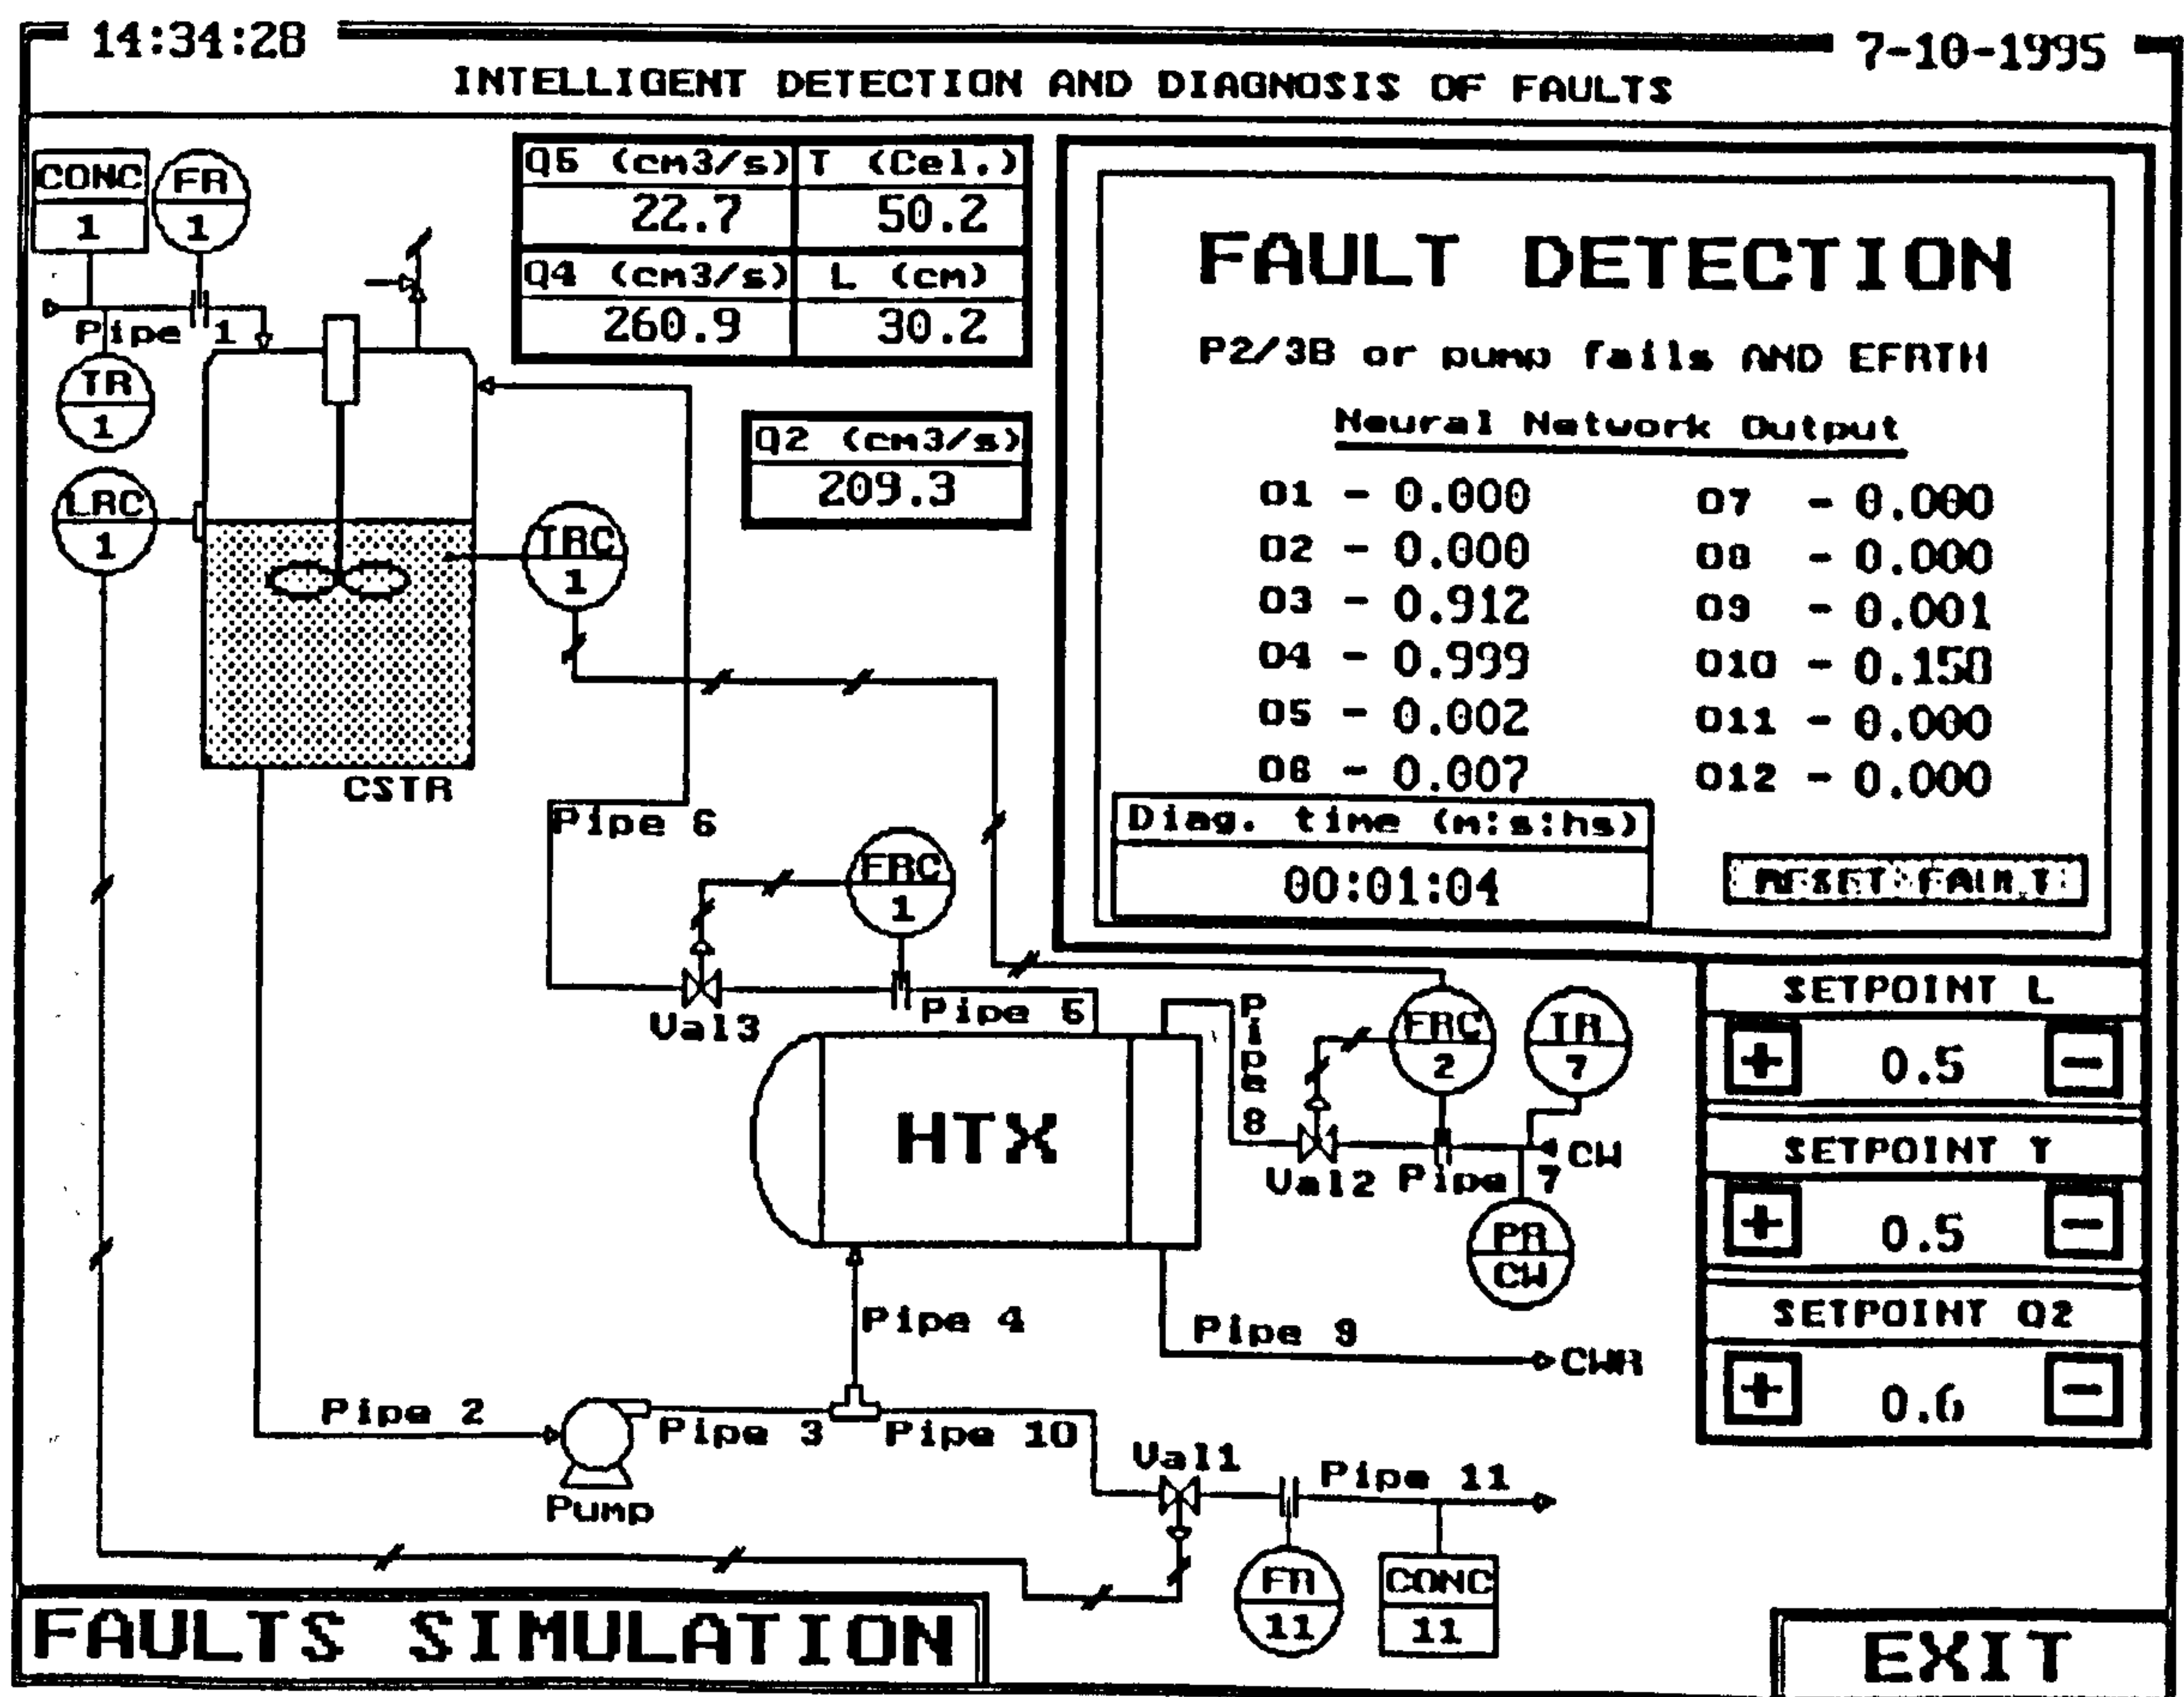 14:34:28
7-10-1995
INTELLIGENT DETECTION AND DIAGNOSIS OF FAULTS
CONC
1
FR
1
Pipe 1
TR
1
LRC
1
TRC
1
CSTR
Q5 (cm3/s) T (Cel.)
22.7 50.2
Q4 (cm3/s) L (cm)
260.9 30.2
Q2 (cm3/s)
209.3
FAULT DETECTION
P2/3B or pump fails AND EFRTH
Neural Network Output
O1 - 0.000 O7 - 0.000
O2 - 0.000 O8 - 0.000
O3 - 0.912 O9 - 0.001
O4 - 0.999 O10 - 0.150
O5 - 0.002 O11 - 0.000
O6 - 0.007 O12 - 0.000
Diag. time (m:s:hs)
00:01:04
RESET FAULT
Pipe 6
FRC
1
Val3
Pipe 5
HTX
Pipe 8
FRC
2
TR
7
CW
Val2
Pipe 7
PR
CW
Pipe 4
Pipe 9
CWR
Pipe 2
Pump
Pipe 3
Pipe 10
Val1
Pipe 11
FR
11
CONC
11
SETPOINT L
+ 0.5 -
SETPOINT T
+ 0.5 -
SETPOINT Q2
+ 0.6 -
FAULTS SIMULATION
EXIT